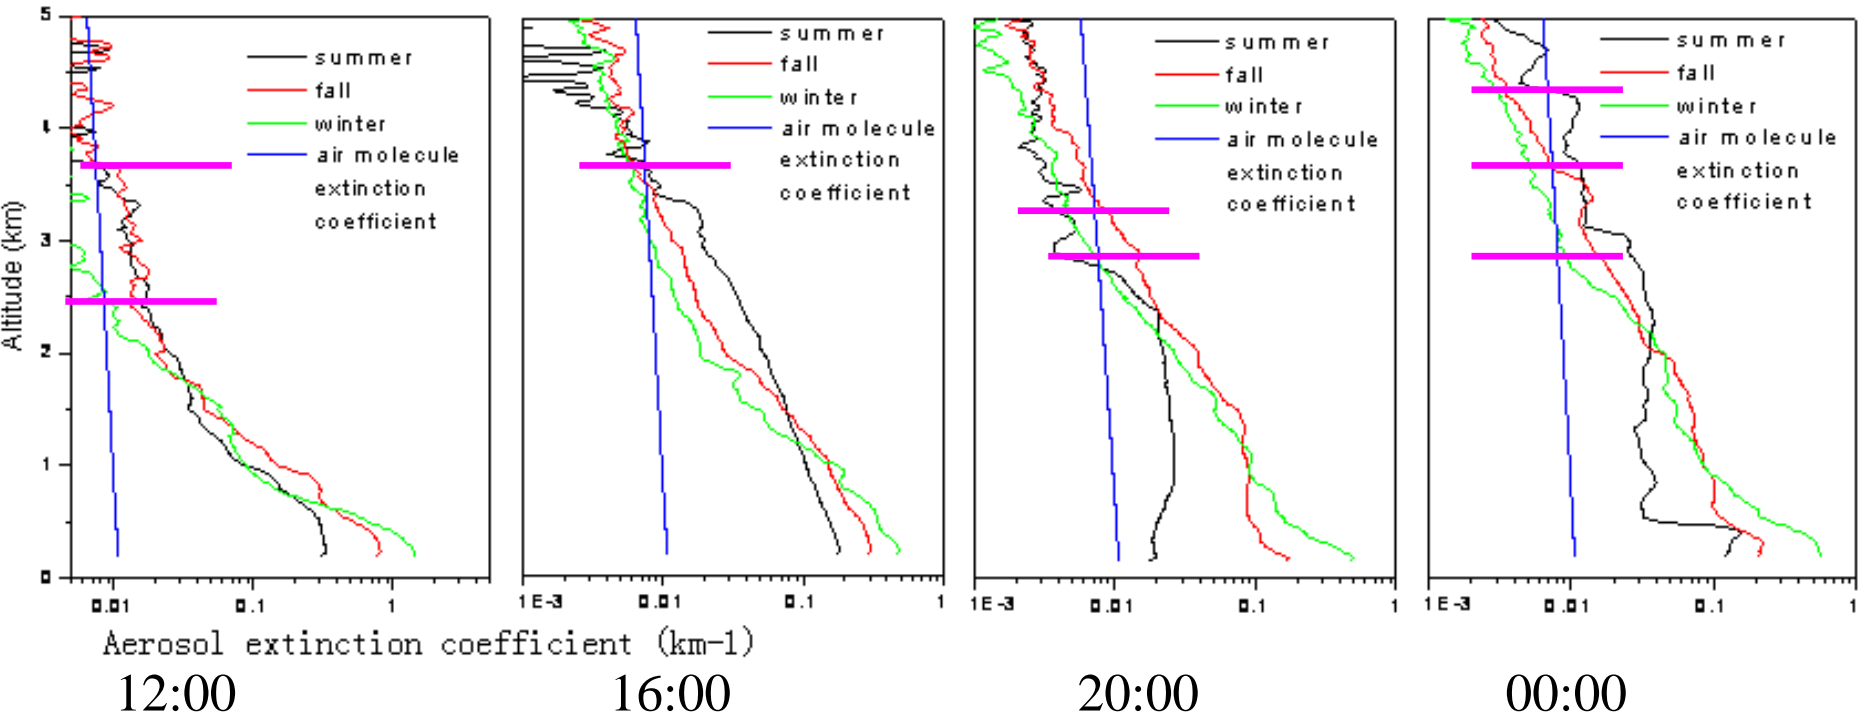 5
4
3
2
1
0
Altitude (km)
summer
fall
winter
air molecule
extinction
coefficient
0.01 0.1 1
summer
fall
winter
air molecule
extinction
coefficient
1E-3 0.01 0.1 1
summer
fall
winter
air molecule
extinction
coefficient
1E-3 0.01 0.1 1
summer
fall
winter
air molecule
extinction
coefficient
1E-3 0.01 0.1 1
Aerosol extinction coefficient (km-1)
12:00 16:00 20:00 00:00